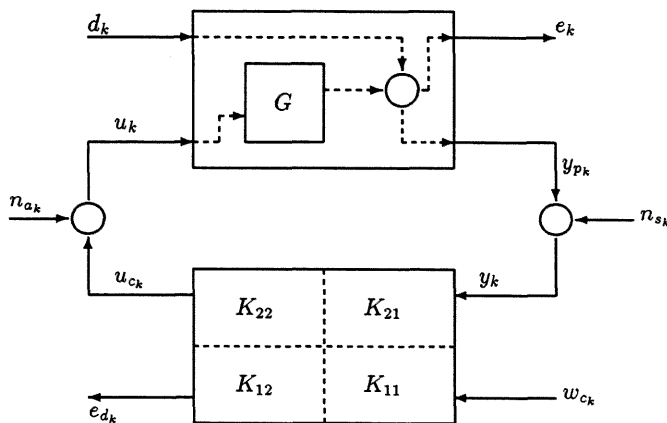 d_k
e_k
G
u_k
y_{p_k}
n_{a_k}
n_{s_k}
u_{c_k}
K_{22}
K_{21}
y_k
K_{12}
K_{11}
w_{c_k}
e_{d_k}